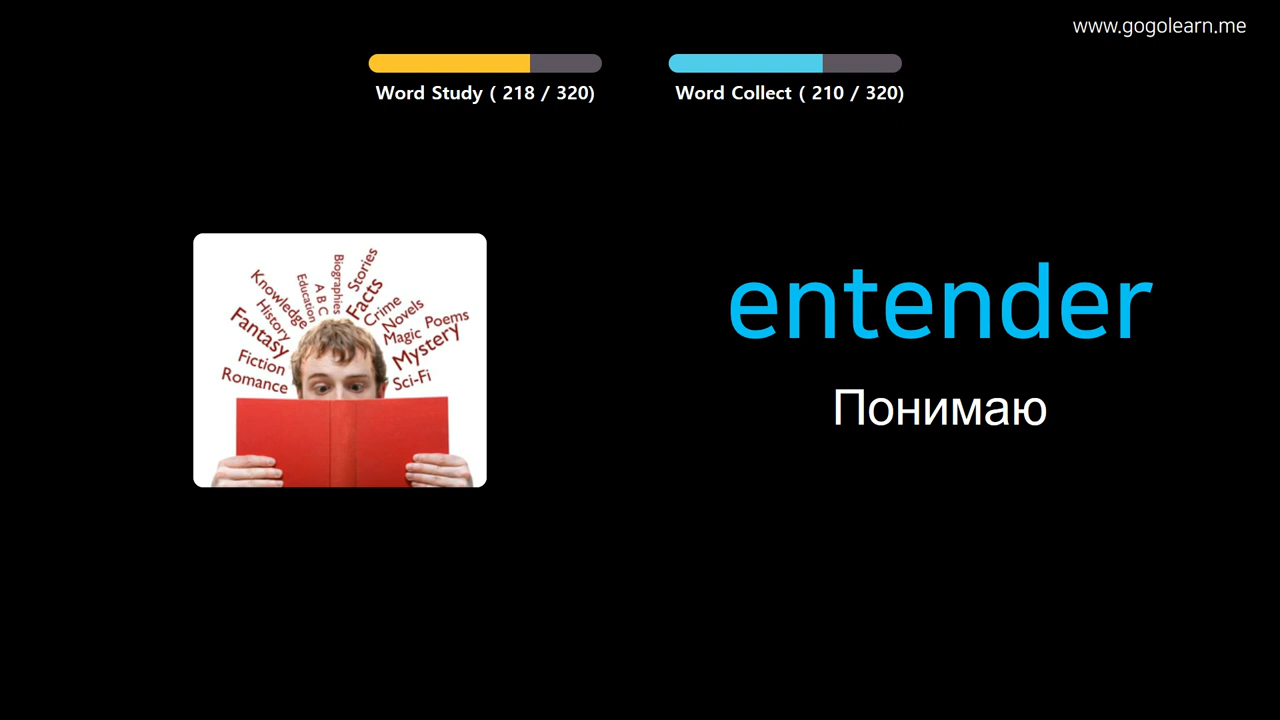 www.gogolearn.me
Word Study ( 218 / 320)
Word Collect ( 210 / 320)
Biographies
Stories
Knowledge
Education
A B C
Facts
History
Crime
Novels
Fantasy
Magic
Poems
Mystery
Fiction
Romance
Sci-Fi
entender
Понимаю